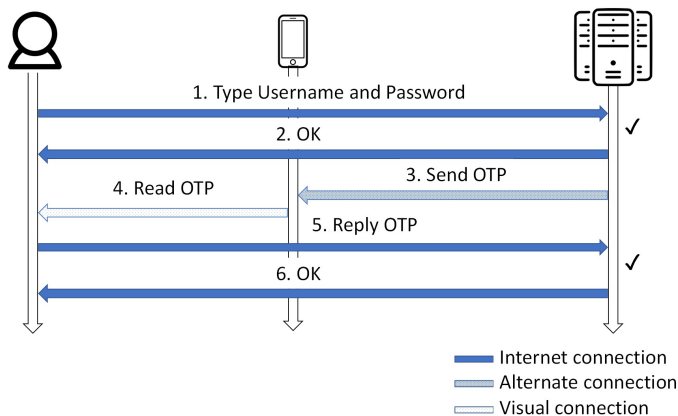 1. Type Username and Password
2. OK
3. Send OTP
4. Read OTP
5. Reply OTP
6. OK
Internet connection
Alternate connection
Visual connection